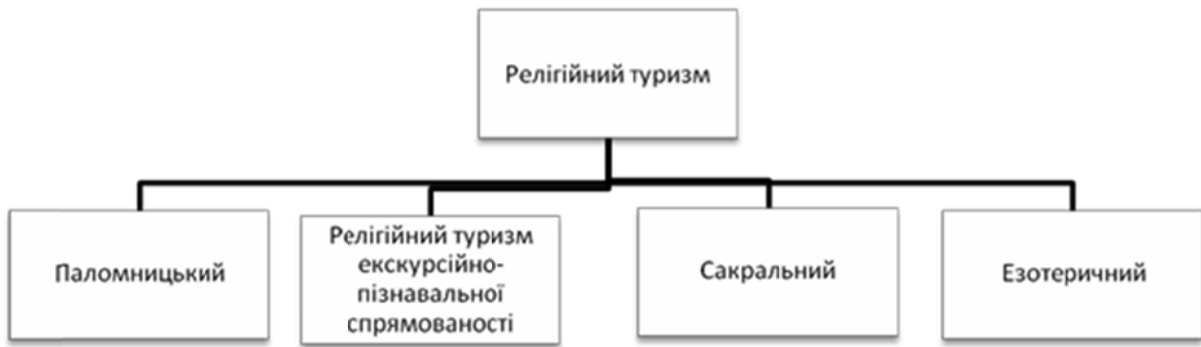 Релігійний туризм
Паломницький
Релігійний туризм
екскурсійно-
пізнавальної
спрямованості
Сакральний
Езотеричний